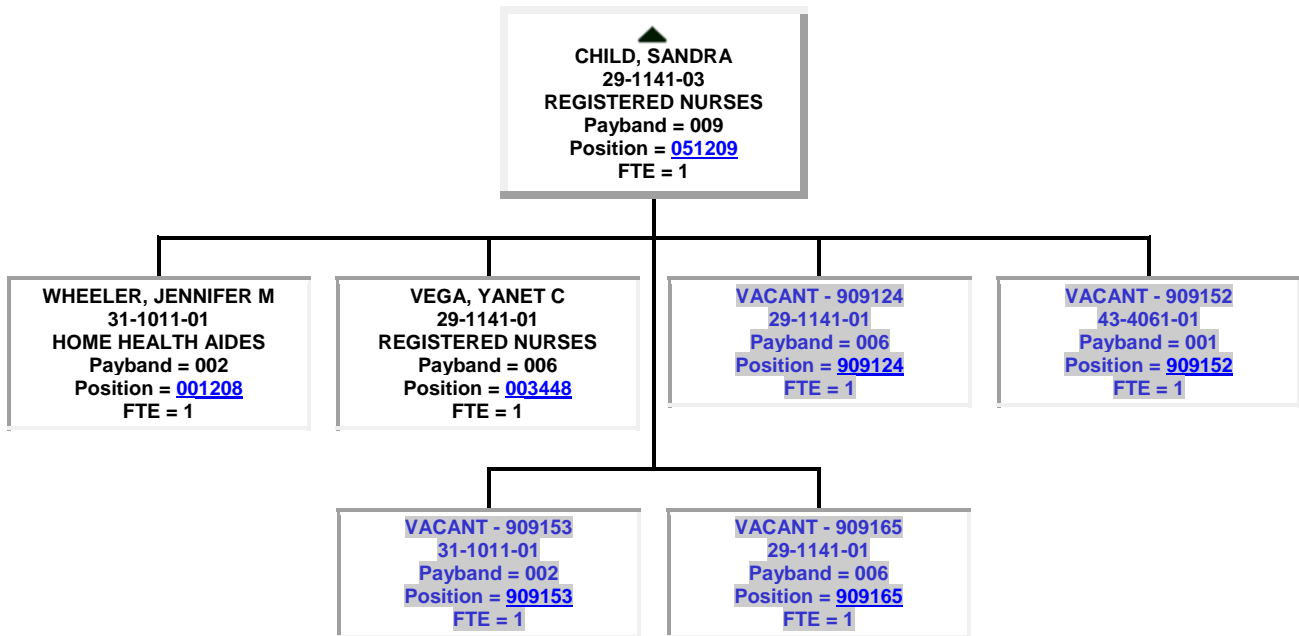 CHILD, SANDRA
29-1141-03
REGISTERED NURSES
Payband = 009
Position = 051209
FTE = 1
WHEELER, JENNIFER M
31-1011-01
HOME HEALTH AIDES
Payband = 002
Position = 001208
FTE = 1
VEGA, YANET C
29-1141-01
REGISTERED NURSES
Payband = 006
Position = 003448
FTE = 1
VACANT - 909124
29-1141-01
Payband = 006
Position = 909124
FTE = 1
VACANT - 909152
43-4061-01
Payband = 001
Position = 909152
FTE = 1
VACANT - 909153
31-1011-01
Payband = 002
Position = 909153
FTE = 1
VACANT - 909165
29-1141-01
Payband = 006
Position = 909165
FTE = 1